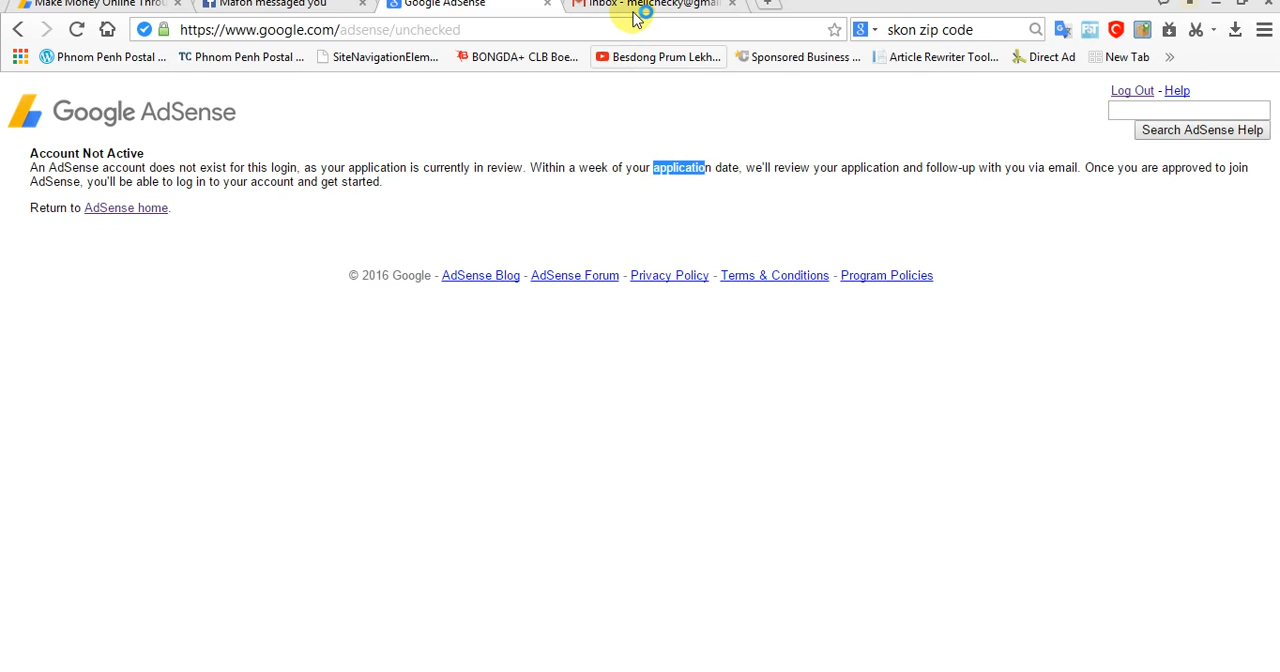 Make Money Online Throu
Mafon messaged you
Google AdSense
Inbox - mellchecky@gmail
https://www.google.com/adsense/unchecked
skon zip code
Phnom Penh Postal ...
TC Phnom Penh Postal ...
SiteNavigationElem...
BONGDA+ CLB Boe...
Besdong Prum Lekh...
Sponsored Business ...
Article Rewriter Tool...
Direct Ad
New Tab
Log Out - Help
Google AdSense
Search AdSense Help
Account Not Active
An AdSense account does not exist for this login, as your application is currently in review. Within a week of your application date, we'll review your application and follow-up with you via email. Once you are approved to join
AdSense, you'll be able to log in to your account and get started.
Return to AdSense home.
© 2016 Google - AdSense Blog - AdSense Forum - Privacy Policy - Terms & Conditions - Program Policies